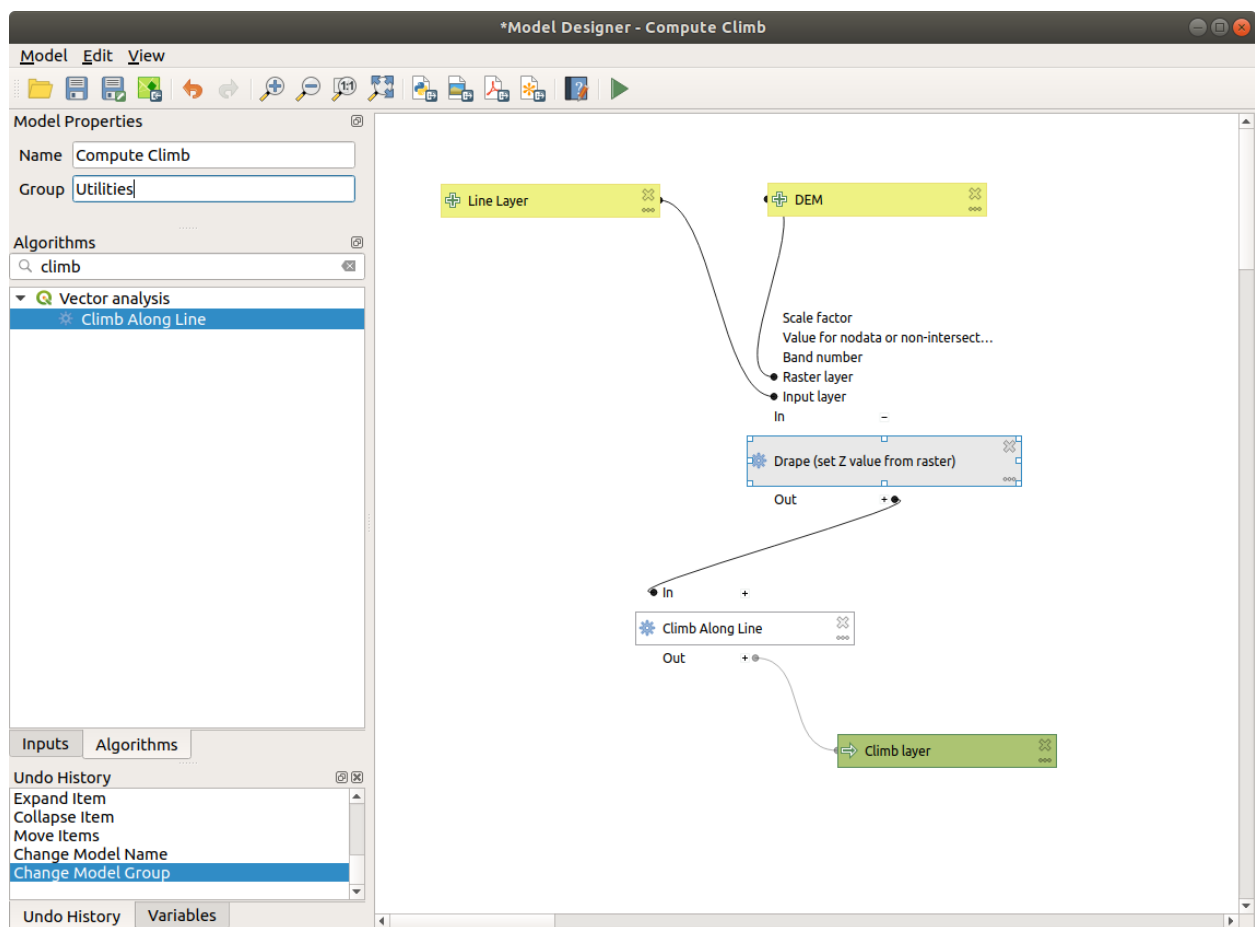 *Model Designer - Compute Climb
Model Edit View
1:1
Model Properties
Name Compute Climb
Group Utilities
Algorithms
climb
Vector analysis
Climb Along Line
Inputs Algorithms
Undo History
Expand Item
Collapse Item
Move Items
Change Model Name
Change Model Group
Undo History Variables
Line Layer
DEM
Scale factor
Value for nodata or non-intersect...
Band number
Raster layer
Input layer
In -
Drape (set Z value from raster)
Out +
In +
Climb Along Line
Out +
Climb layer